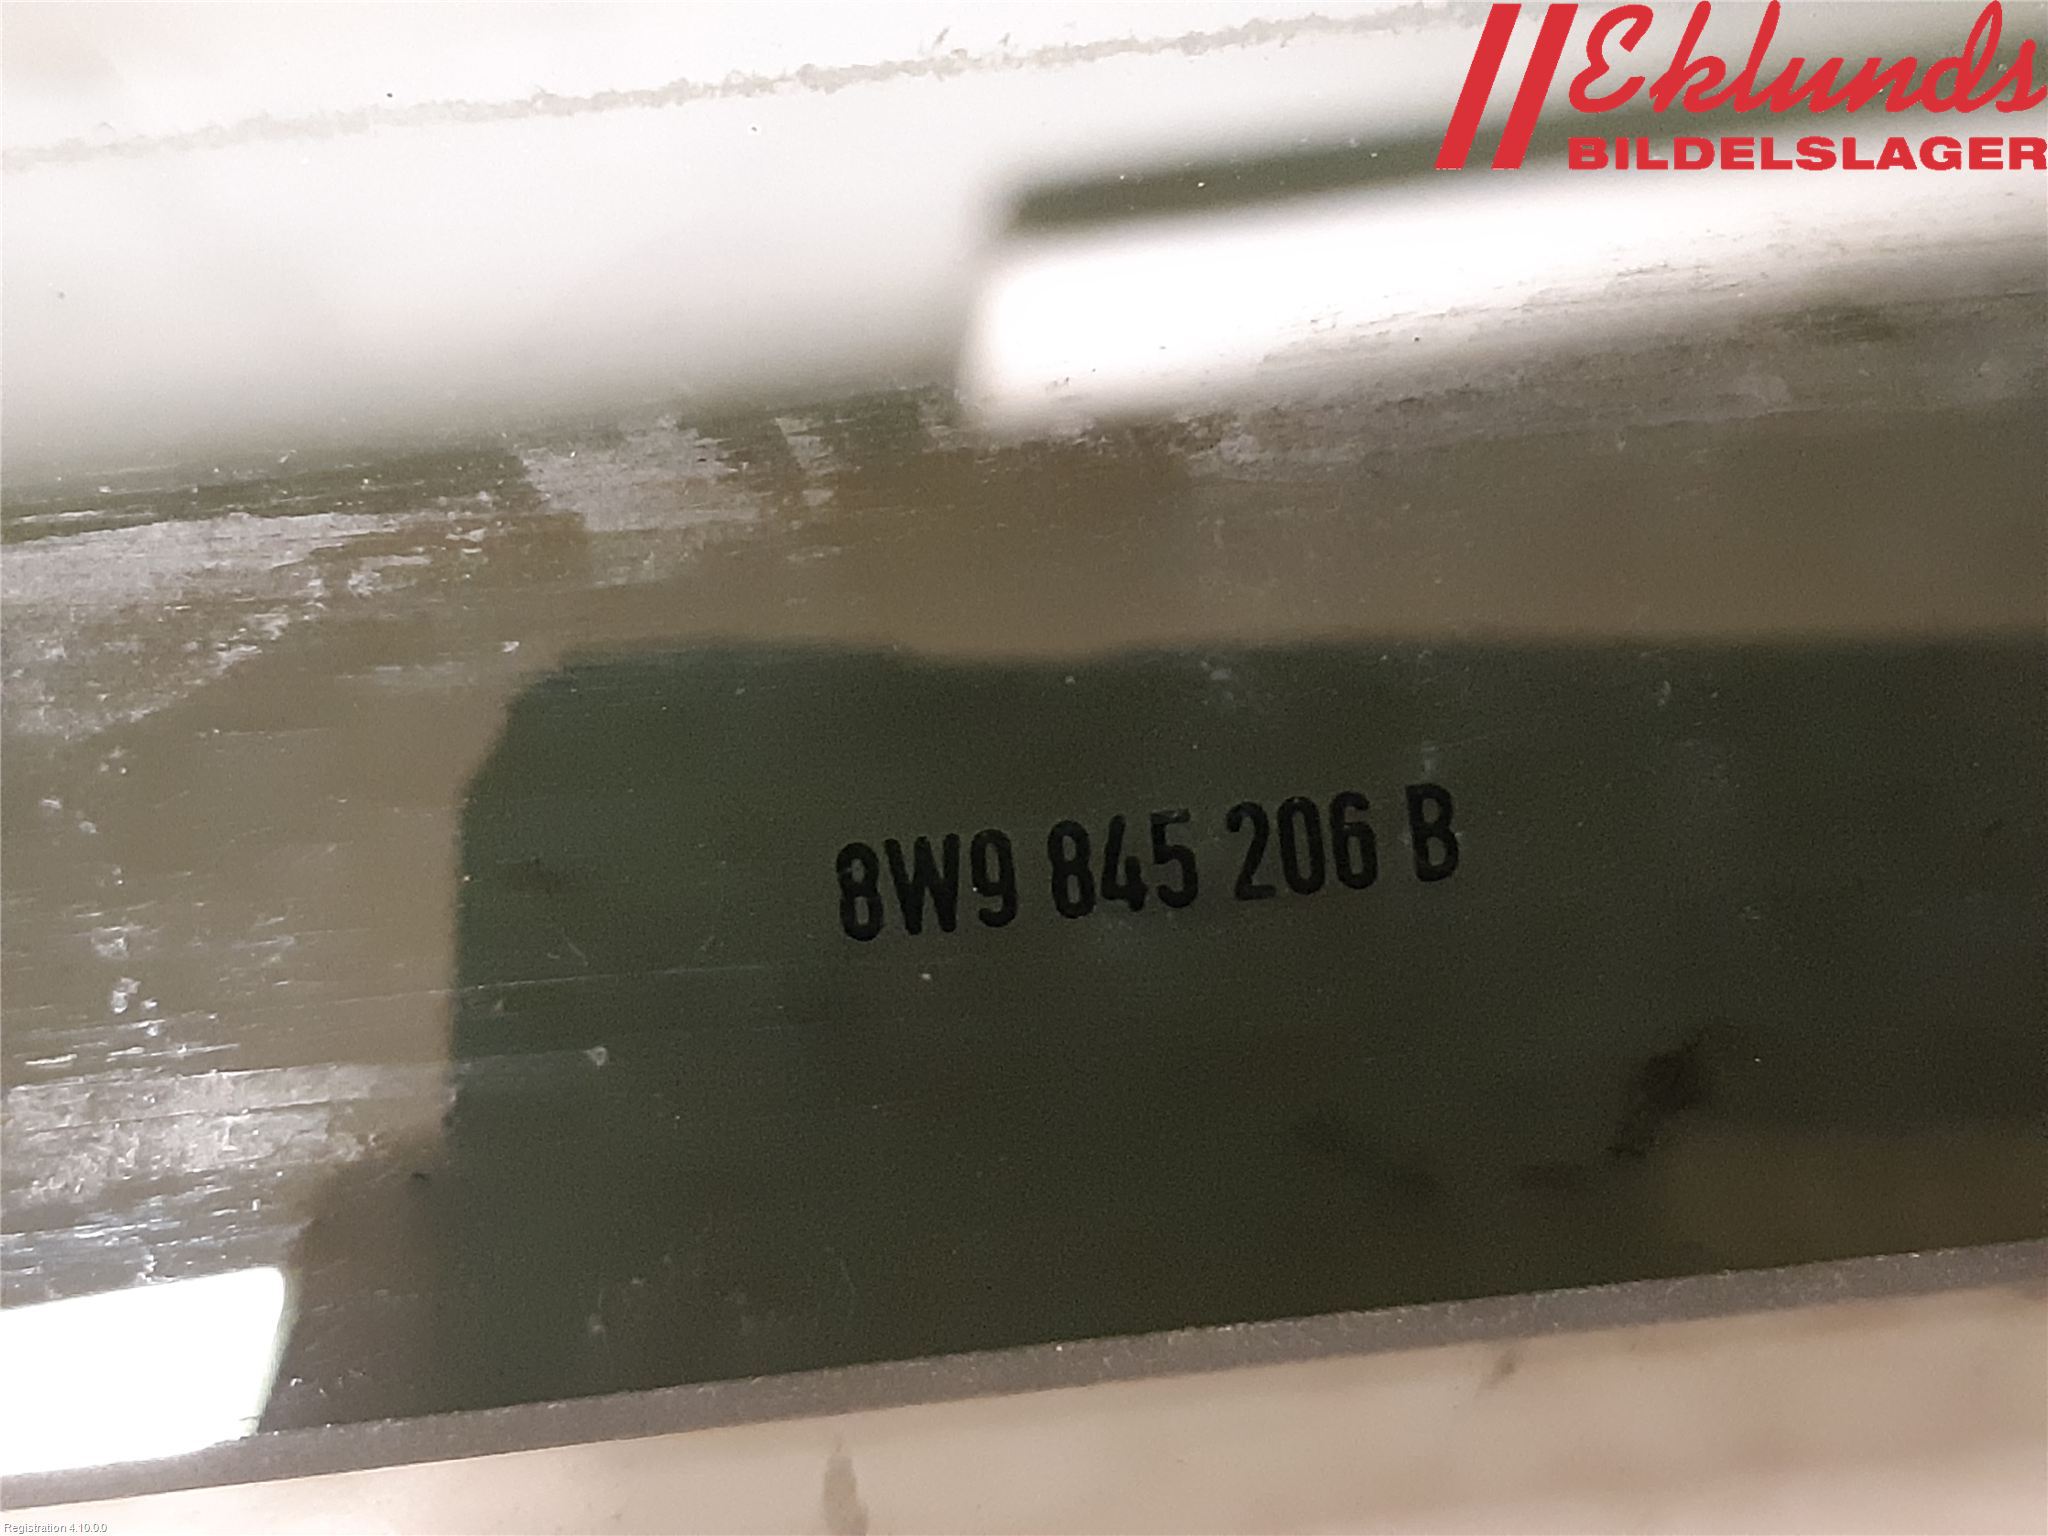 Eklunds
BILDELSLAGER
8W9 845 206 B
Registration 4.10.0.0